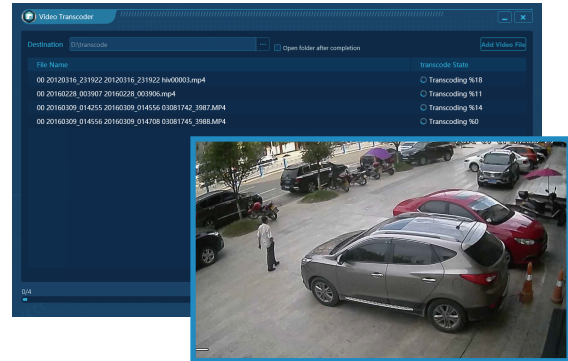 Video Transcoder
Destination D:\transcode ... Open folder after completion Add Video File
File Name transcode State
00 20120316_231922 20120316_231922 hiv00003.mp4 Transcoding %18
00 20160228_003907 20160228_003906.mp4 Transcoding %11
00 20160309_014255 20160309_014556 03081742_3987.MP4 Transcoding %14
00 20160309_014556 20160309_014708 03081745_3988.MP4 Transcoding %0
0/4